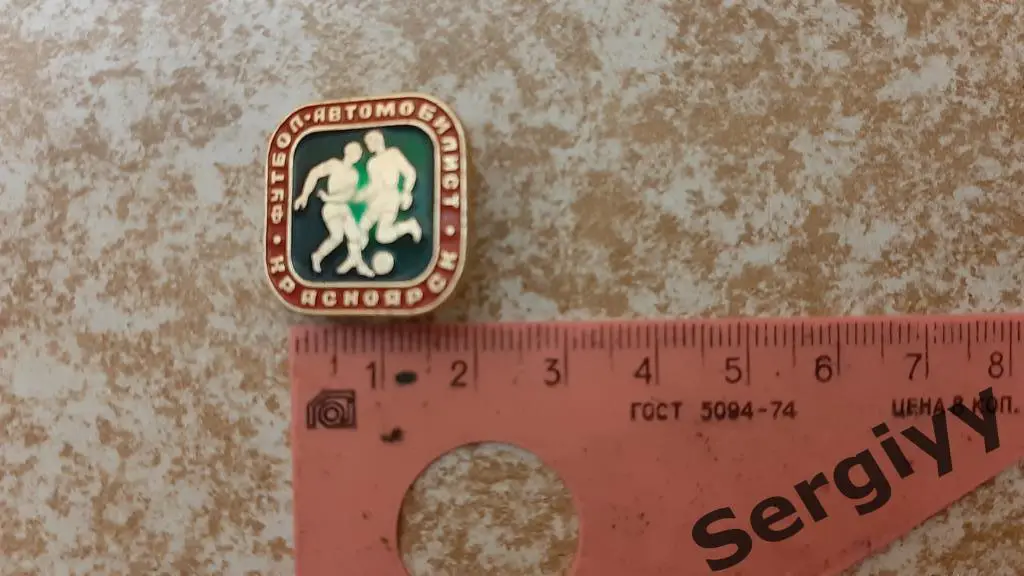 ФУТБОЛ·АВТОМОБИЛИСТ·
КРАСНОЯРСК·
1 2 3 4 5 6 7 8
ГОСТ 5094-74 ЦЕНА 8 КОП.
Sergiyy